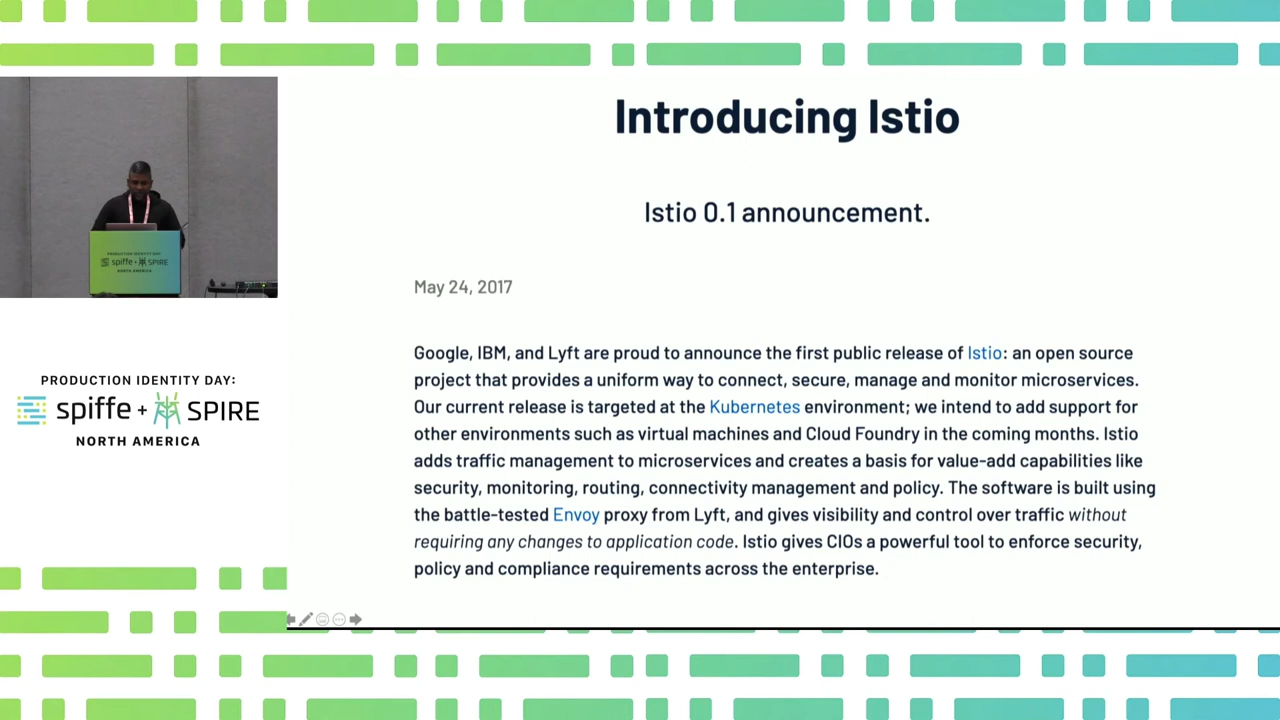 Introducing Istio
Istio 0.1 announcement.
May 24, 2017
Google, IBM, and Lyft are proud to announce the first public release of Istio: an open source
project that provides a uniform way to connect, secure, manage and monitor microservices.
Our current release is targeted at the Kubernetes environment; we intend to add support for
other environments such as virtual machines and Cloud Foundry in the coming months. Istio
adds traffic management to microservices and creates a basis for value-add capabilities like
security, monitoring, routing, connectivity management and policy. The software is built using
the battle-tested Envoy proxy from Lyft, and gives visibility and control over traffic without
requiring any changes to application code. Istio gives CIOs a powerful tool to enforce security,
policy and compliance requirements across the enterprise.
PRODUCTION IDENTITY DAY:
spiffe + SPIRE
NORTH AMERICA
PRODUCTION IDENTITY DAY:
spiffe + SPIRE
NORTH AMERICA